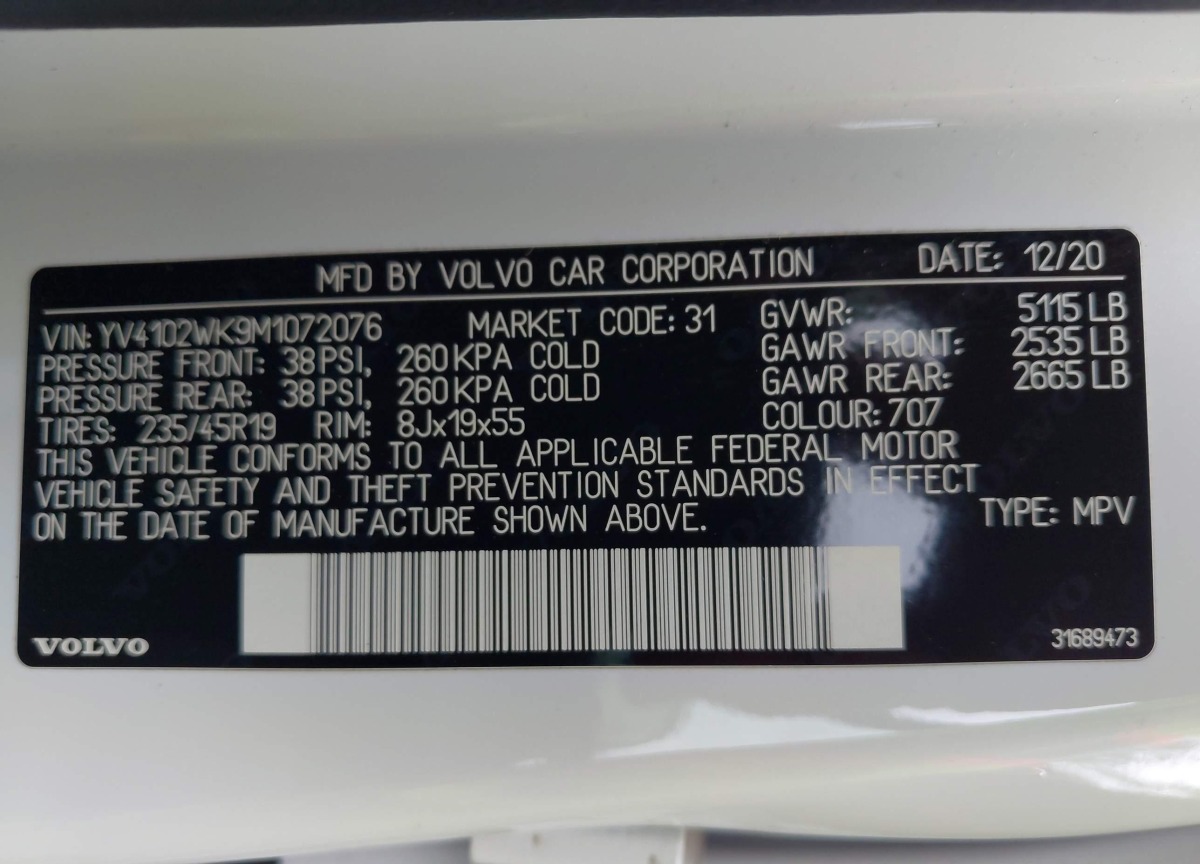 MFD BY VOLVO CAR CORPORATION DATE: 12/20
VIN: YV4102WK9M1072076 MARKET CODE: 31 GVWR: 5115 LB
PRESSURE FRONT: 38 PSI, 260 KPA COLD GAWR FRONT: 2535 LB
PRESSURE REAR: 38 PSI, 260 KPA COLD GAWR REAR: 2665 LB
TIRES: 235/45R19 RIM: 8Jx19x55 COLOUR: 707
THIS VEHICLE CONFORMS TO ALL APPLICABLE FEDERAL MOTOR
VEHICLE SAFETY AND THEFT PREVENTION STANDARDS IN EFFECT
ON THE DATE OF MANUFACTURE SHOWN ABOVE. TYPE: MPV
VOLVO 31689473